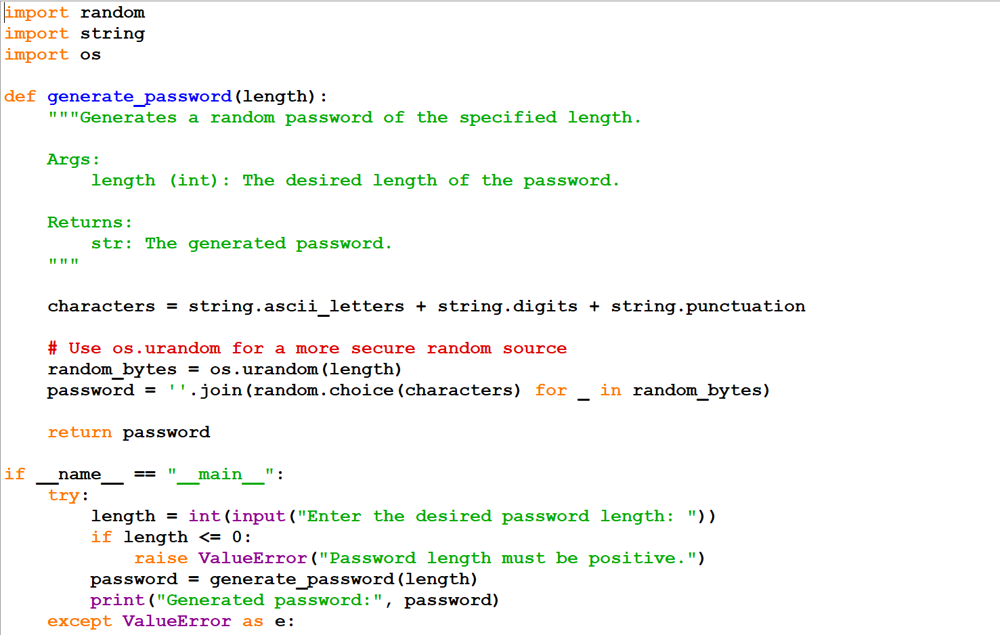 import random
import string
import os

def generate_password(length):
    """Generates a random password of the specified length.

    Args:
        length (int): The desired length of the password.

    Returns:
        str: The generated password.
    """

    characters = string.ascii_letters + string.digits + string.punctuation

    # Use os.urandom for a more secure random source
    random_bytes = os.urandom(length)
    password = ''.join(random.choice(characters) for _ in random_bytes)

    return password

if __name__ == "__main__":
    try:
        length = int(input("Enter the desired password length: "))
        if length <= 0:
            raise ValueError("Password length must be positive.")
        password = generate_password(length)
        print("Generated password:", password)
    except ValueError as e: